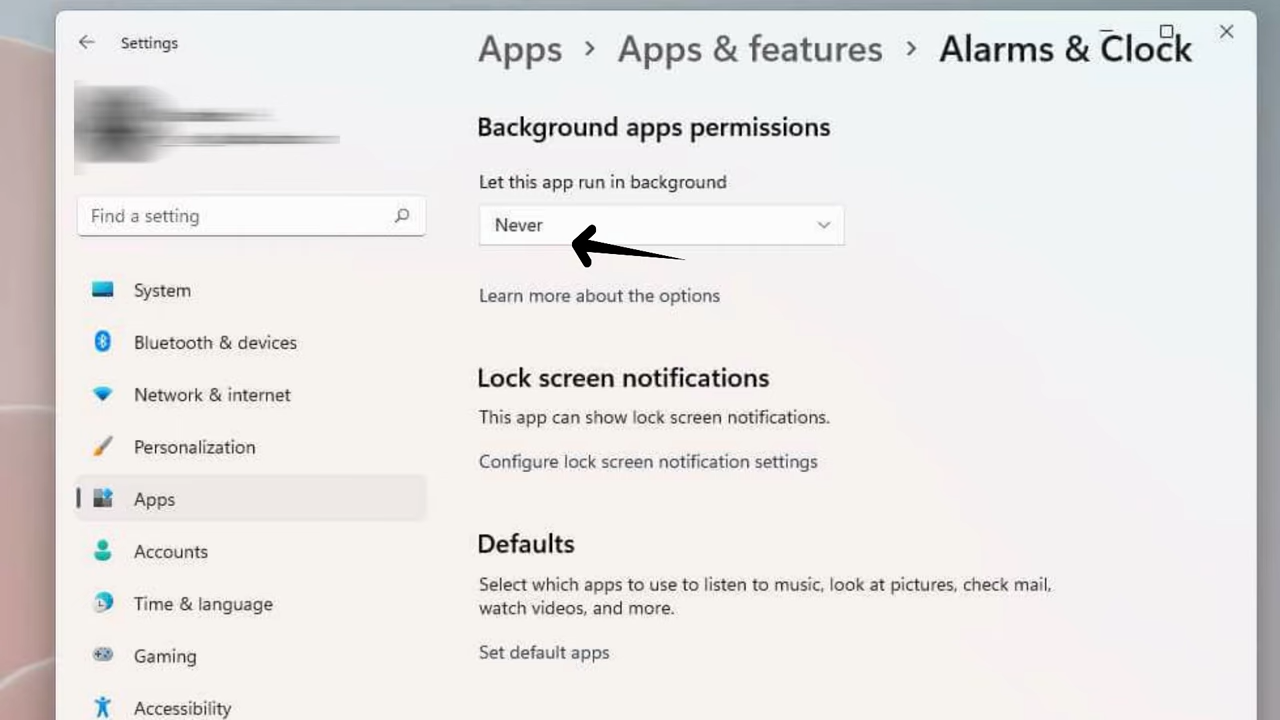 Settings
Apps > Apps & features > Alarms & Clock
Find a setting
System
Bluetooth & devices
Network & internet
Personalization
Apps
Accounts
Time & language
Gaming
Accessibility
Background apps permissions
Let this app run in background
Never
Learn more about the options
Lock screen notifications
This app can show lock screen notifications.
Configure lock screen notification settings
Defaults
Select which apps to use to listen to music, look at pictures, check mail,
watch videos, and more.
Set default apps